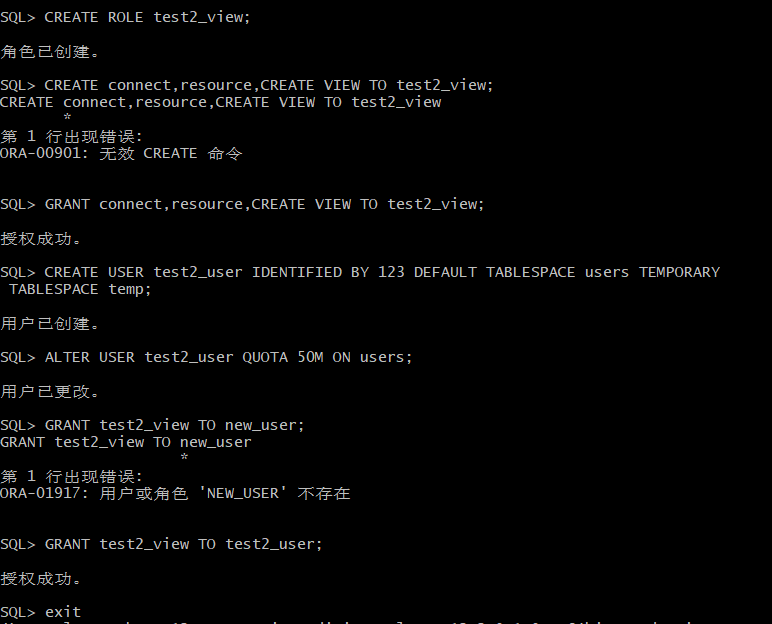 SQL> CREATE ROLE test2_view;
角色已创建。
SQL> CREATE connect,resource,CREATE VIEW TO test2_view;
CREATE connect,resource,CREATE VIEW TO test2_view
*
第 1 行出现错误:
ORA-00901: 无效 CREATE 命令
SQL> GRANT connect,resource,CREATE VIEW TO test2_view;
授权成功。
SQL> CREATE USER test2_user IDENTIFIED BY 123 DEFAULT TABLESPACE users TEMPORARY
TABLESPACE temp;
用户已创建。
SQL> ALTER USER test2_user QUOTA 50M ON users;
用户已更改。
SQL> GRANT test2_view TO new_user;
GRANT test2_view TO new_user
*
第 1 行出现错误:
ORA-01917: 用户或角色 'NEW_USER' 不存在
SQL> GRANT test2_view TO test2_user;
授权成功。
SQL> exit